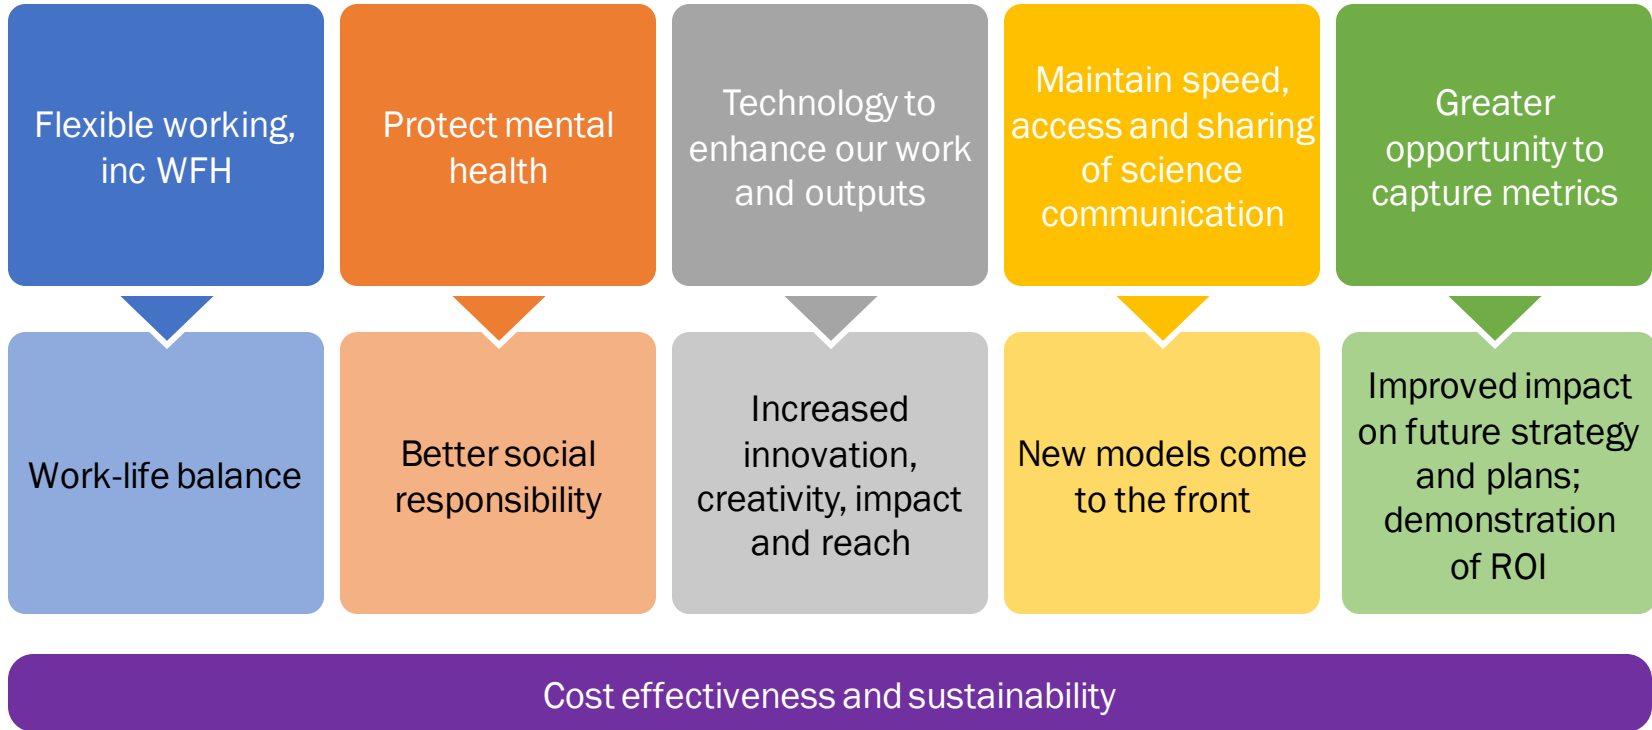 Flexible working,
inc WFH
Protect mental
health
Technology to
enhance our work
and outputs
Maintain speed,
access and sharing
of science
communication
Greater
opportunity to
capture metrics
Work-life balance
Better social
responsibility
Increased
innovation,
creativity, impact
and reach
New models come
to the front
Improved impact
on future strategy
and plans;
demonstration
of ROI
Cost effectiveness and sustainability